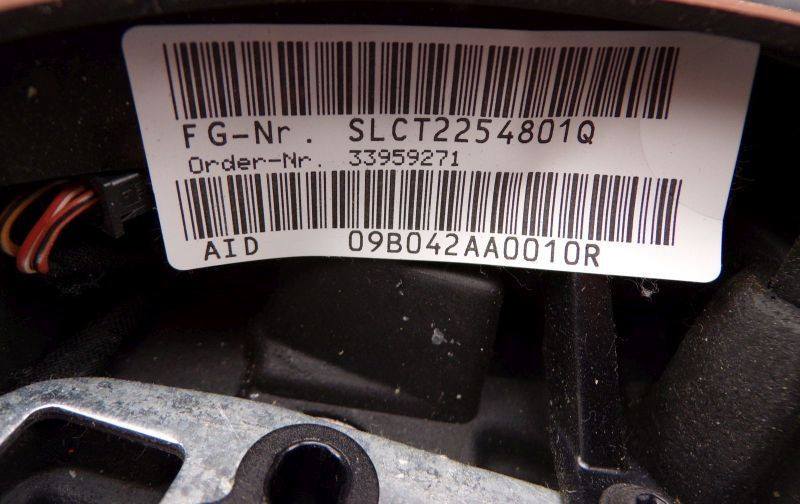 FG-Nr. SLCT2254801Q
Order-Nr. 33959271
AID 09B042AA0010R